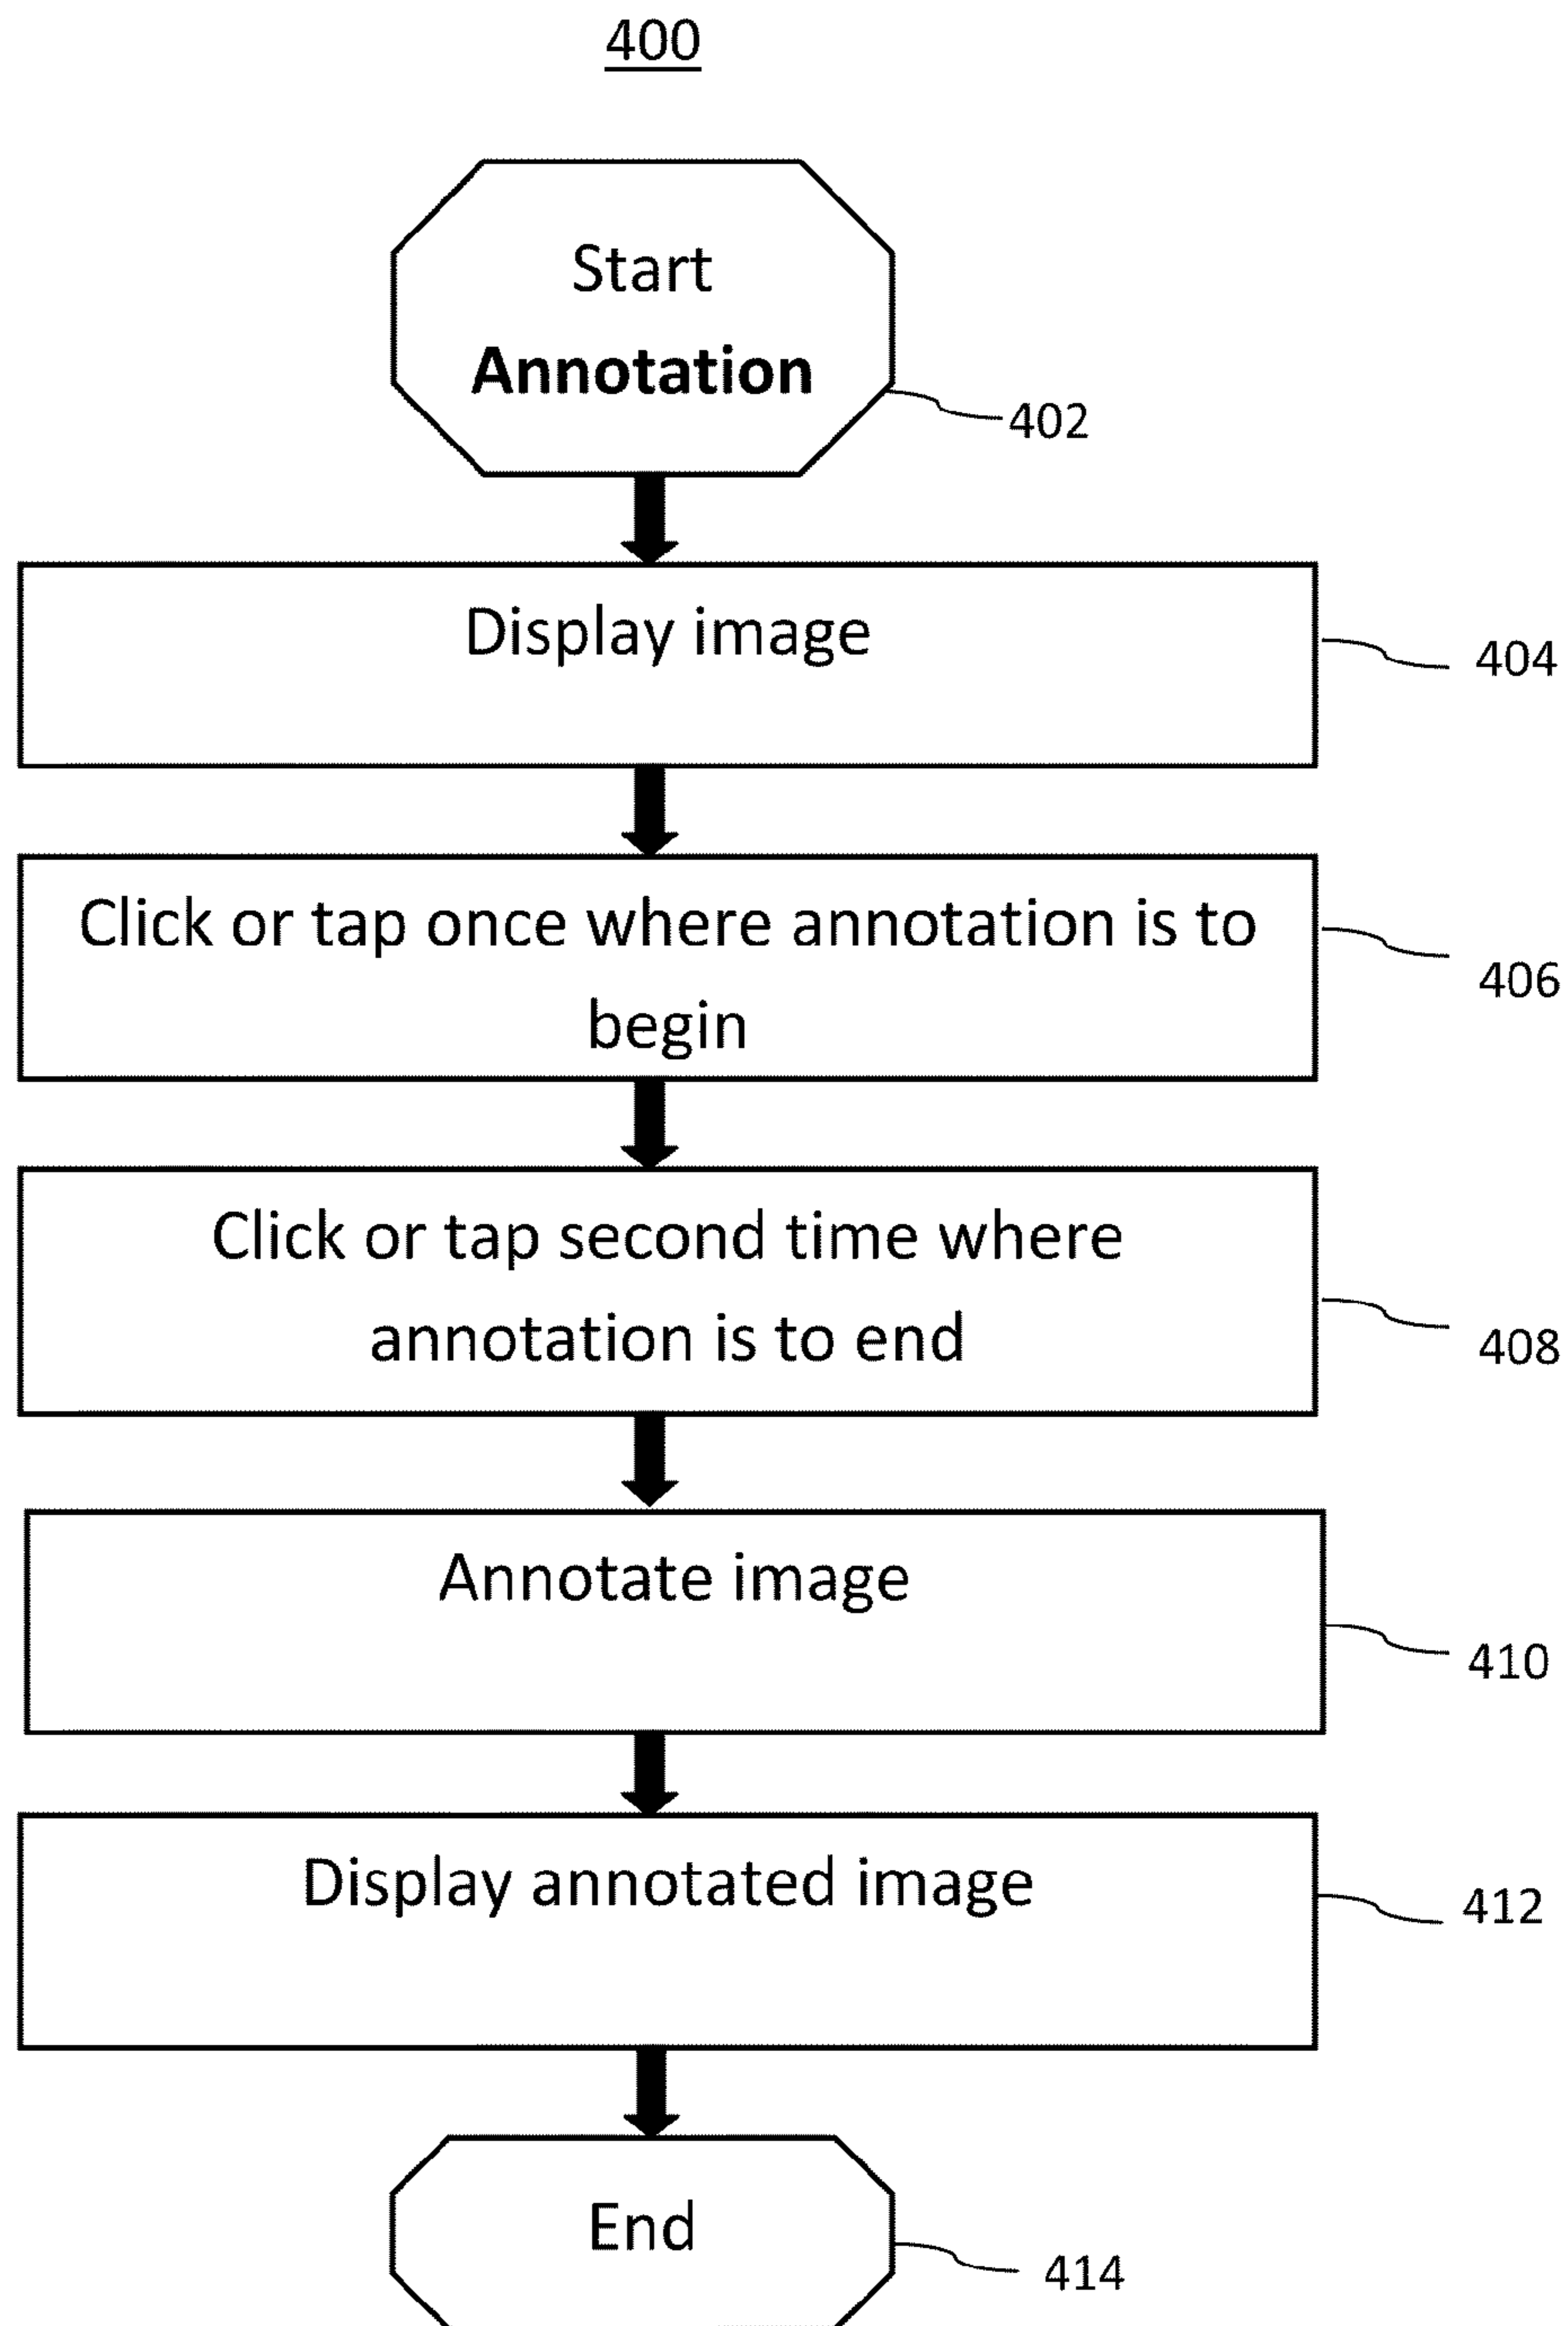 400
Start
Annotation
402
Display image
404
Click or tap once where annotation is to
begin
406
Click or tap second time where
annotation is to end
408
Annotate image
410
Display annotated image
412
End
414